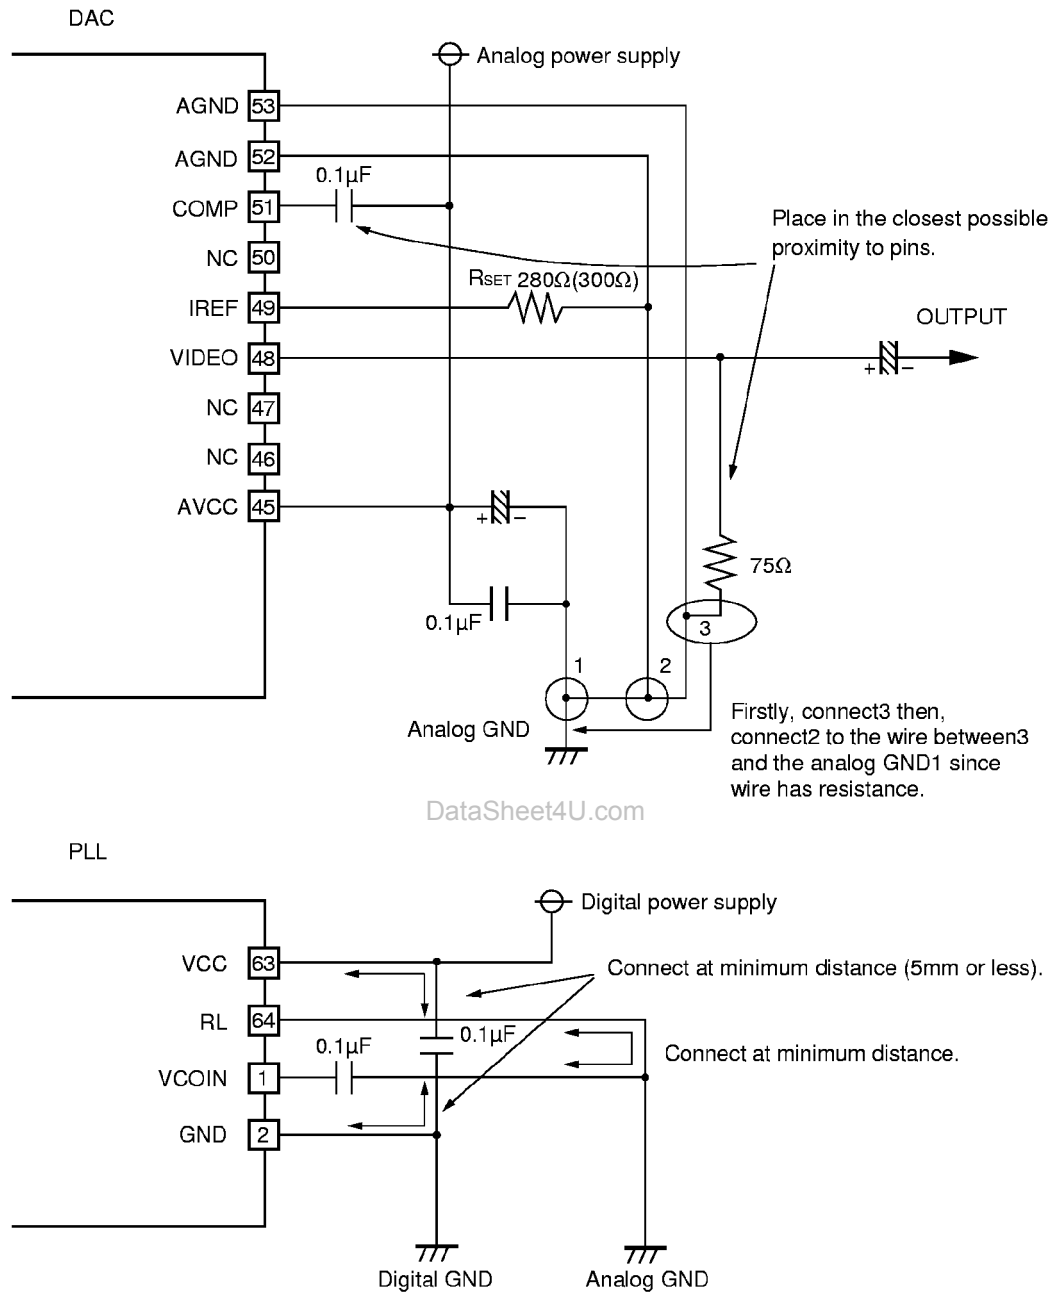 DAC
Analog power supply
AGND 53
AGND 52
0.1µF
COMP 51
Place in the closest possible
proximity to pins.
NC 50
RSET 280Ω(300Ω)
IREF 49
OUTPUT
VIDEO 48
+ −
NC 47
NC 46
AVCC 45
+ −
75Ω
0.1µF
3
1
2
Analog GND
Firstly, connect3 then,
connect2 to the wire between3
and the analog GND1 since
wire has resistance.
DataSheet4U.com
PLL
Digital power supply
VCC 63
Connect at minimum distance (5mm or less).
RL 64
0.1µF
0.1µF
Connect at minimum distance.
VCOIN 1
GND 2
Digital GND
Analog GND